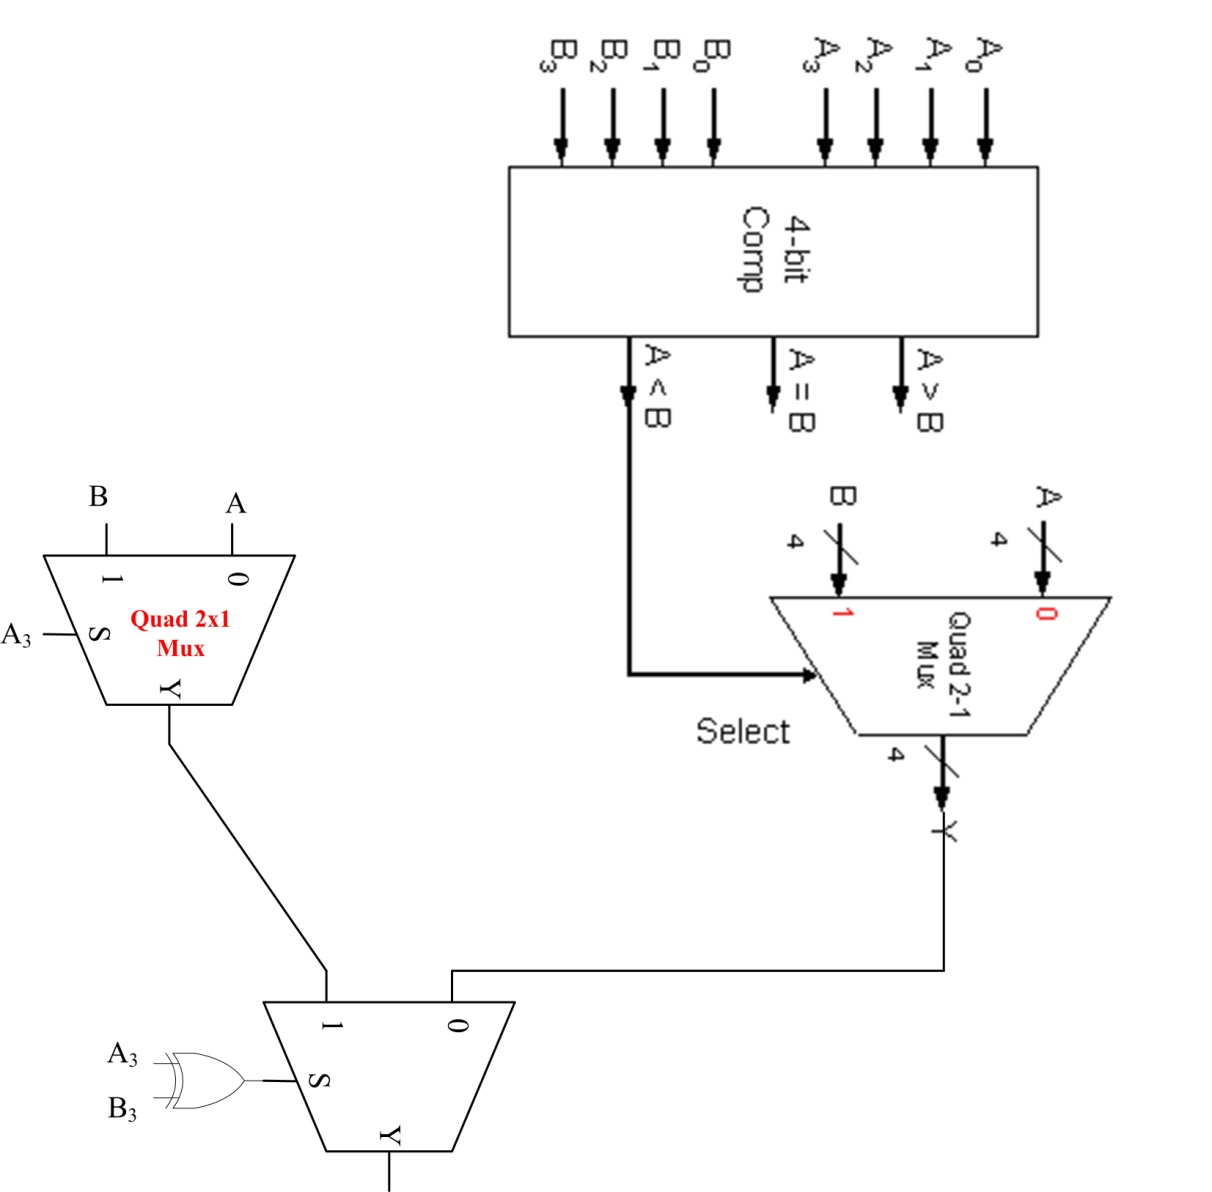 B3 B2 B1 B0 A3 A2 A1 A0
4-bit
Comp
A < B A = B A > B
B A
4 4
1 0
Quad 2-1
Mux
Select
4
Y
B A
1 0
Quad 2x1
Mux
A3 S
Y
1 0
A3
S
B3
Y